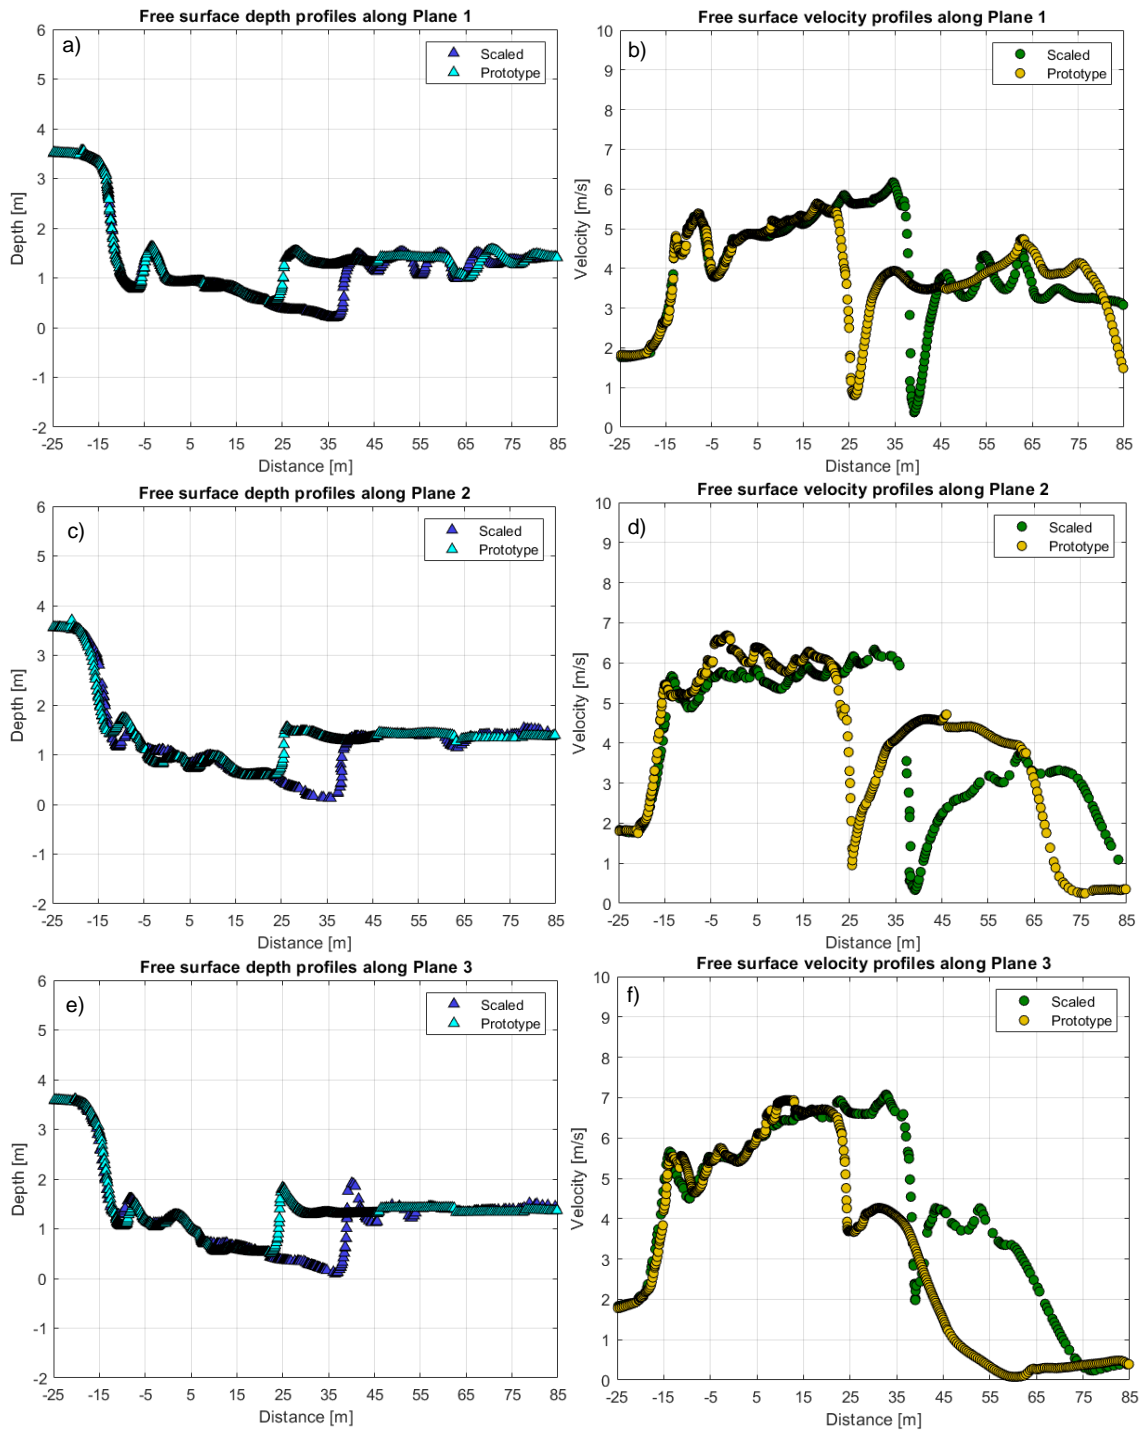 Free surface depth profiles along Plane 1
a)
Scaled
Prototype
Depth [m]
6
5
4
3
2
1
0
-1
-2
-25 -15 -5 5 15 25 35 45 55 65 75 85
Distance [m]
Free surface velocity profiles along Plane 1
b)
Scaled
Prototype
Velocity [m/s]
10
9
8
7
6
5
4
3
2
1
0
-25 -15 -5 5 15 25 35 45 55 65 75 85
Distance [m]
Free surface depth profiles along Plane 2
c)
Scaled
Prototype
Depth [m]
6
5
4
3
2
1
0
-1
-2
-25 -15 -5 5 15 25 35 45 55 65 75 85
Distance [m]
Free surface velocity profiles along Plane 2
d)
Scaled
Prototype
Velocity [m/s]
10
9
8
7
6
5
4
3
2
1
0
-25 -15 -5 5 15 25 35 45 55 65 75 85
Distance [m]
Free surface depth profiles along Plane 3
e)
Scaled
Prototype
Depth [m]
6
5
4
3
2
1
0
-1
-2
-25 -15 -5 5 15 25 35 45 55 65 75 85
Distance [m]
Free surface velocity profiles along Plane 3
f)
Scaled
Prototype
Velocity [m/s]
10
9
8
7
6
5
4
3
2
1
0
-25 -15 -5 5 15 25 35 45 55 65 75 85
Distance [m]